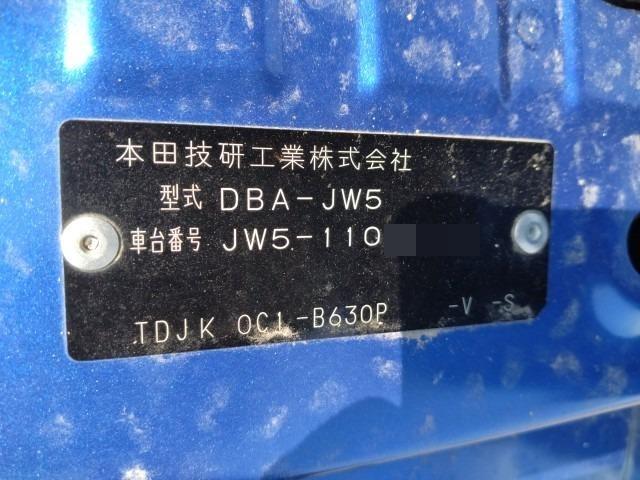 本田技研工業株式会社
型式 DBA-JW5
車台番号 JW5-110
TDJK 0C1-B630P -V -S